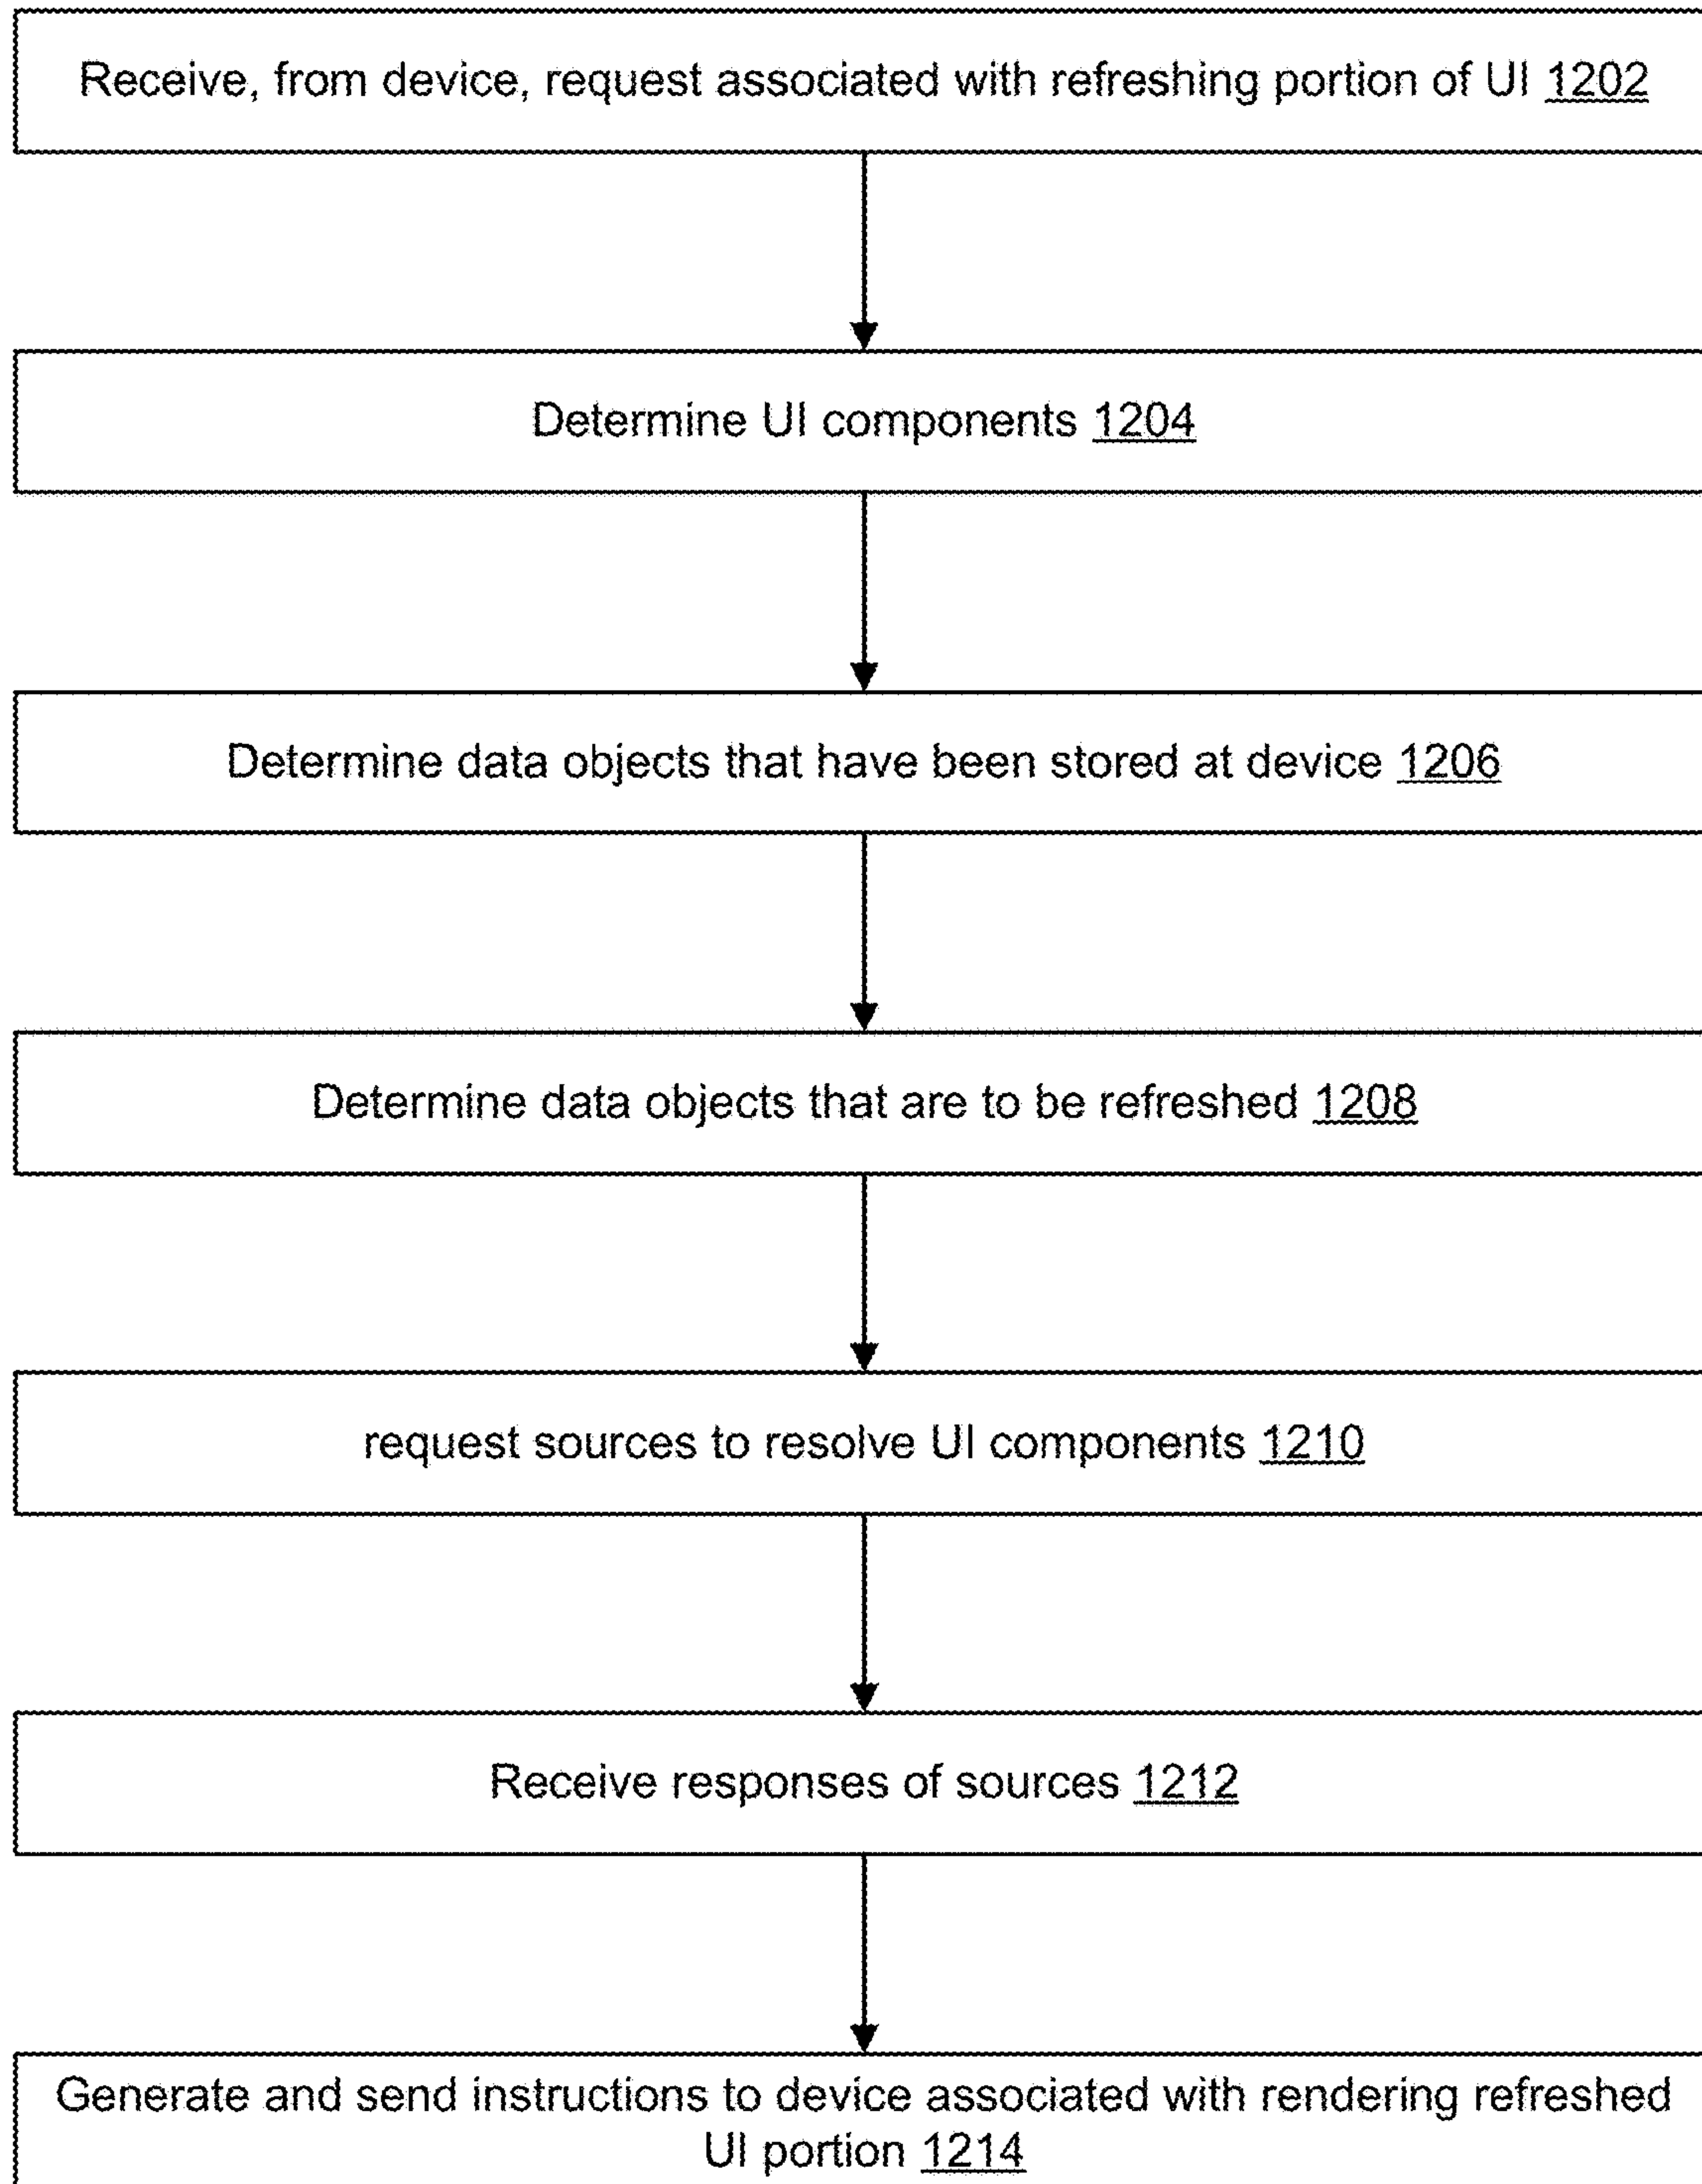 Receive, from device, request associated with refreshing portion of UI 1202
Determine UI components 1204
Determine data objects that have been stored at device 1206
Determine data objects that are to be refreshed 1208
request sources to resolve UI components 1210
Receive responses of sources 1212
Generate and send instructions to device associated with rendering refreshed
UI portion 1214